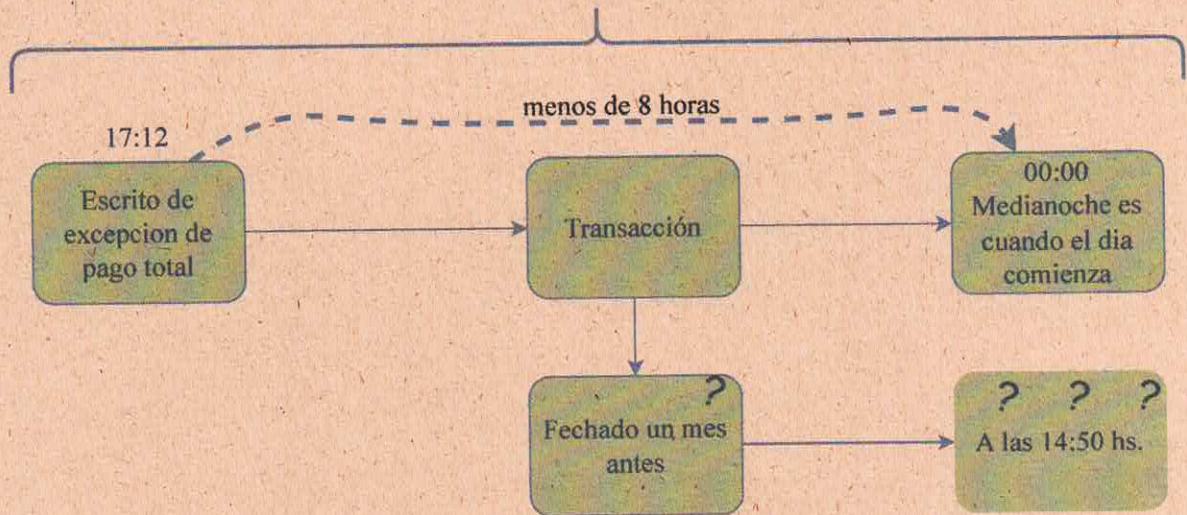 menos de 8 horas
17:12
Escrito de
excepcion de
pago total
Transacción
00:00
Medianoche es
cuando el dia
comienza
?
Fechado un mes
antes
? ? ?
A las 14:50 hs.